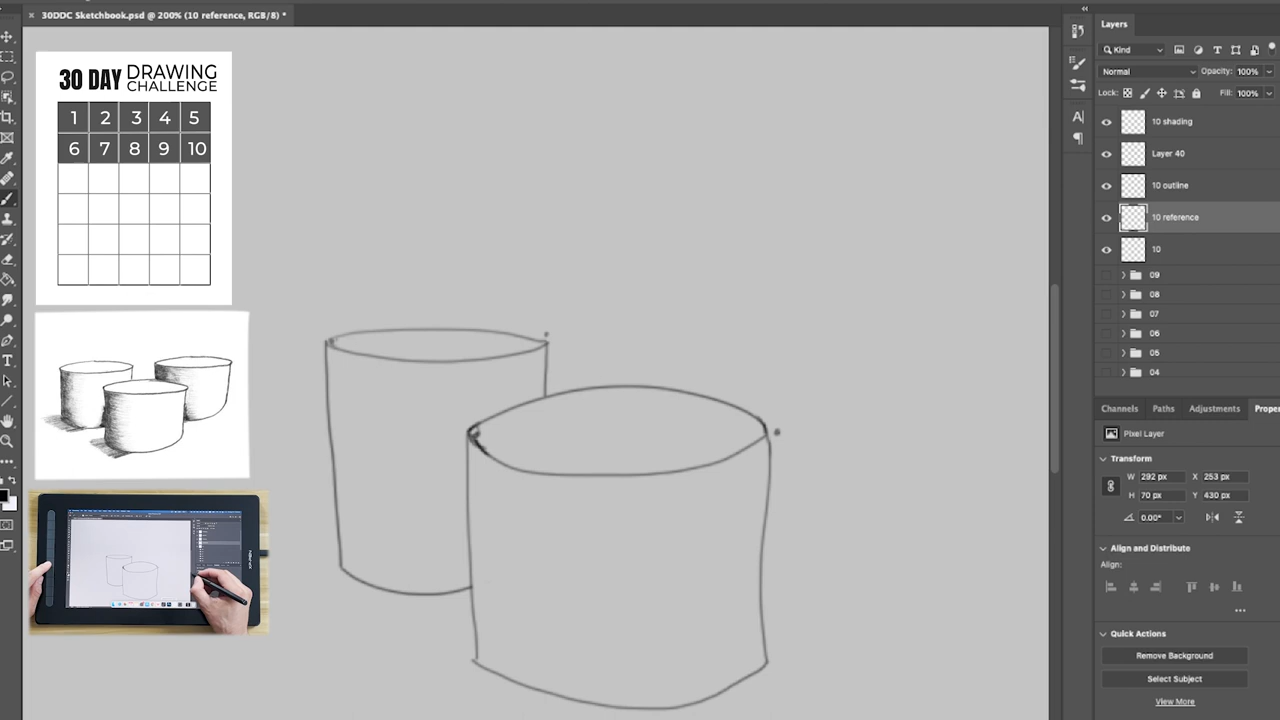 30DDC Sketchbook.psd @ 200% (10 reference, RGB/8) *
30 DAY DRAWING CHALLENGE
1 2 3 4 5
6 7 8 9 10
Layers
Kind
Normal Opacity: 100%
Lock: Fill: 100%
10 shading
Layer 40
10 outline
10 reference
10
09
08
07
06
05
04
Channels Paths Adjustments Proper
Pixel Layer
Transform
W 292 px X 253 px
H 70 px Y 430 px
0.00°
Align and Distribute
Align:
Quick Actions
Remove Background
Select Subject
View More